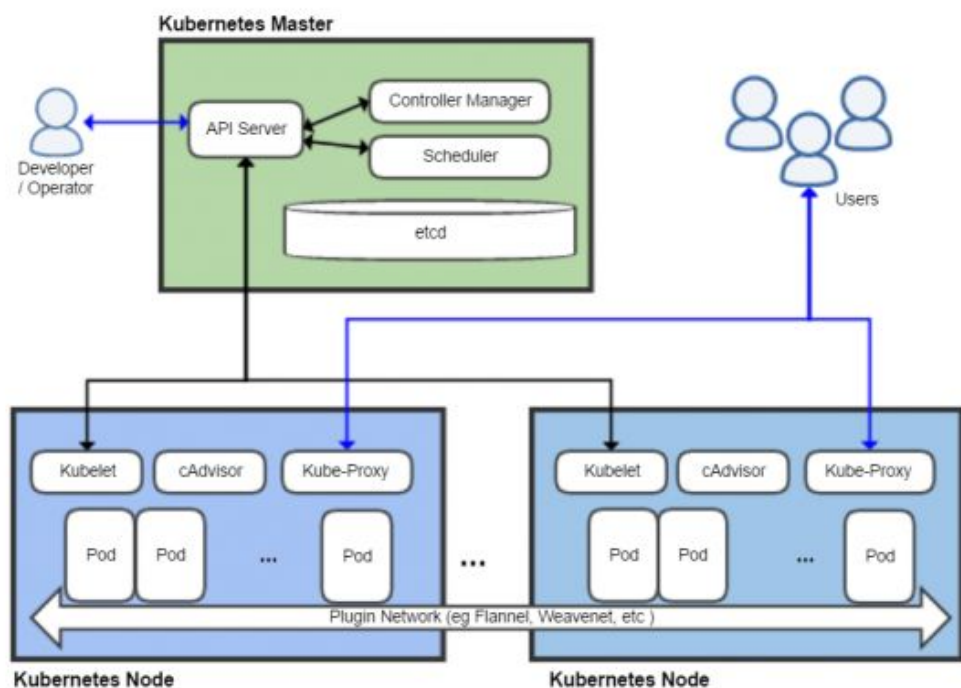 Kubernetes Master
API Server
Controller Manager
Scheduler
etcd
Developer
/ Operator
Users
Kubelet
cAdvisor
Kube-Proxy
Pod
Pod
...
Pod
Kubernetes Node
...
Kubelet
cAdvisor
Kube-Proxy
Pod
Pod
...
Pod
Plugin Network (eg Flannel, Weavenet, etc )
Kubernetes Node